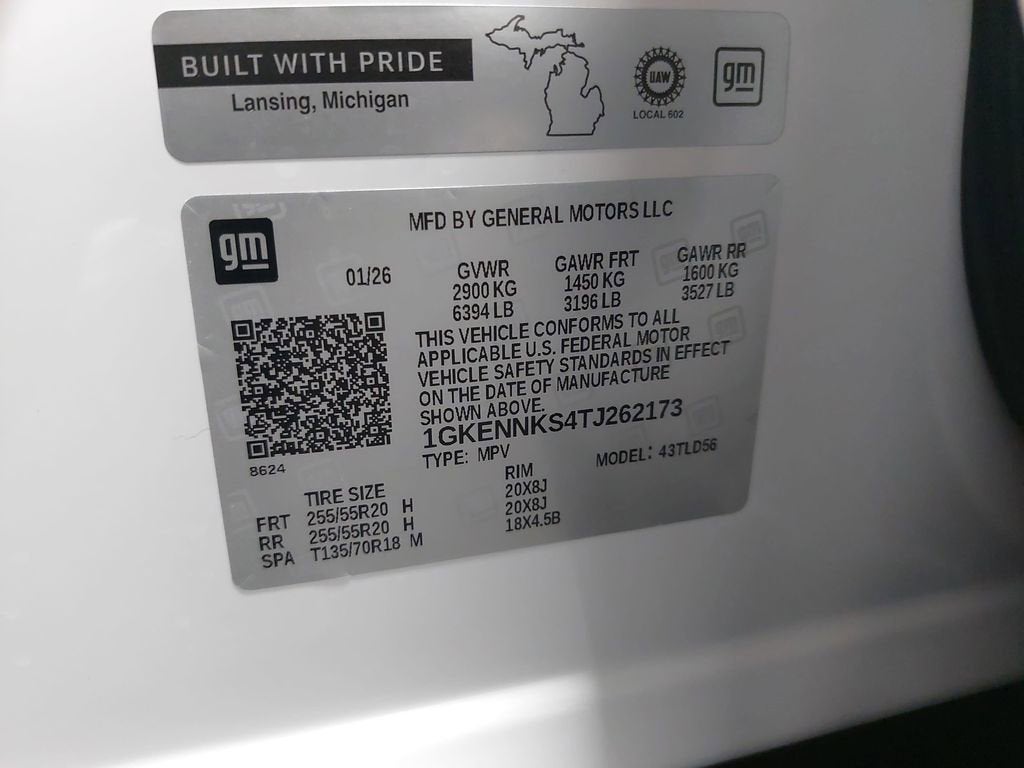 BUILT WITH PRIDE
Lansing, Michigan
UAW
LOCAL 602
gm
gm
MFD BY GENERAL MOTORS LLC
01/26
GVWR
2900 KG
6394 LB
GAWR FRT
1450 KG
3196 LB
GAWR RR
1600 KG
3527 LB
THIS VEHICLE CONFORMS TO ALL
APPLICABLE U.S. FEDERAL MOTOR
VEHICLE SAFETY STANDARDS IN EFFECT
ON THE DATE OF MANUFACTURE
SHOWN ABOVE.
1GKENNKS4TJ262173
TYPE: MPV
MODEL: 43TLD56
8624
TIRE SIZE
RIM
FRT 255/55R20 H 20X8J
RR 255/55R20 H 20X8J
SPA T135/70R18 M 18X4.5B